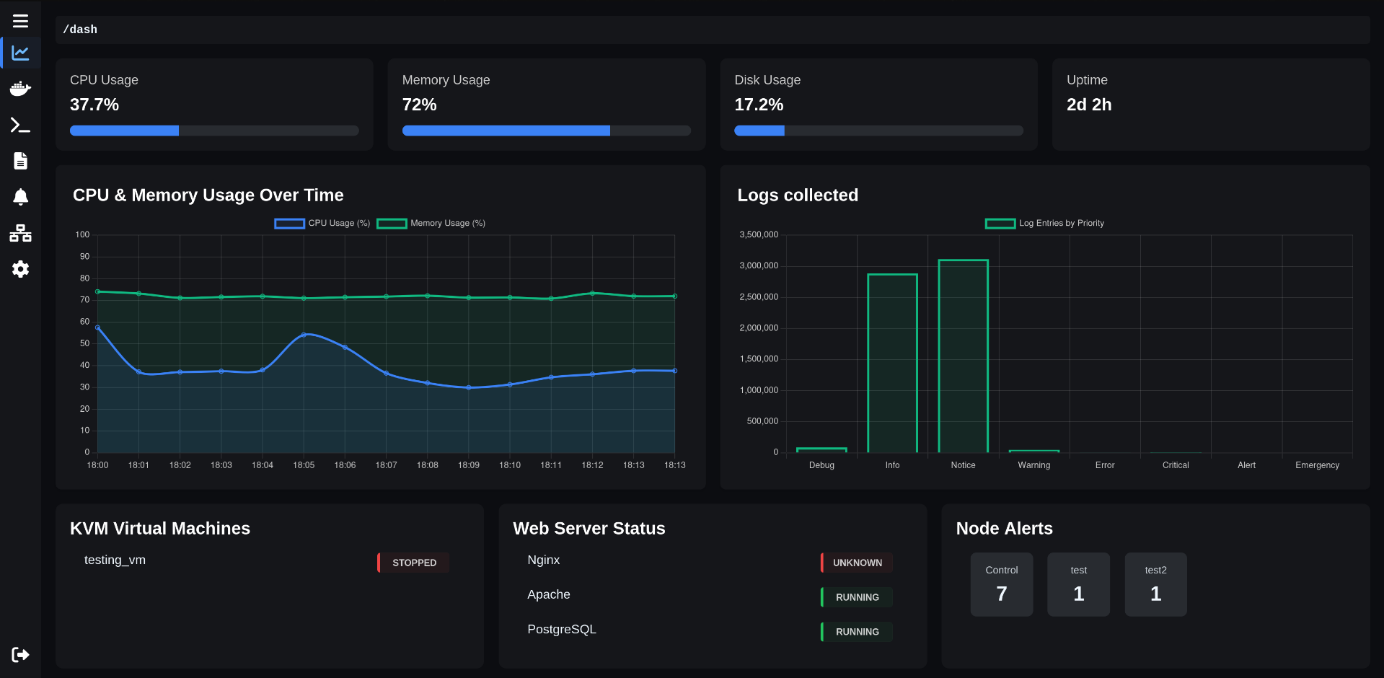 /dash
CPU Usage
37.7%
Memory Usage
72%
Disk Usage
17.2%
Uptime
2d 2h
CPU & Memory Usage Over Time
CPU Usage (%) Memory Usage (%)
100
90
80
70
60
50
40
30
20
10
0
18:00 18:01 18:02 18:03 18:04 18:05 18:06 18:07 18:08 18:09 18:10 18:11 18:12 18:13 18:13
Logs collected
Log Entries by Priority
3,500,000
3,000,000
2,500,000
2,000,000
1,500,000
1,000,000
500,000
0
Debug Info Notice Warning Error Critical Alert Emergency
KVM Virtual Machines
testing_vm STOPPED
Web Server Status
Nginx UNKNOWN
Apache RUNNING
PostgreSQL RUNNING
Node Alerts
Control test test2
7 1 1